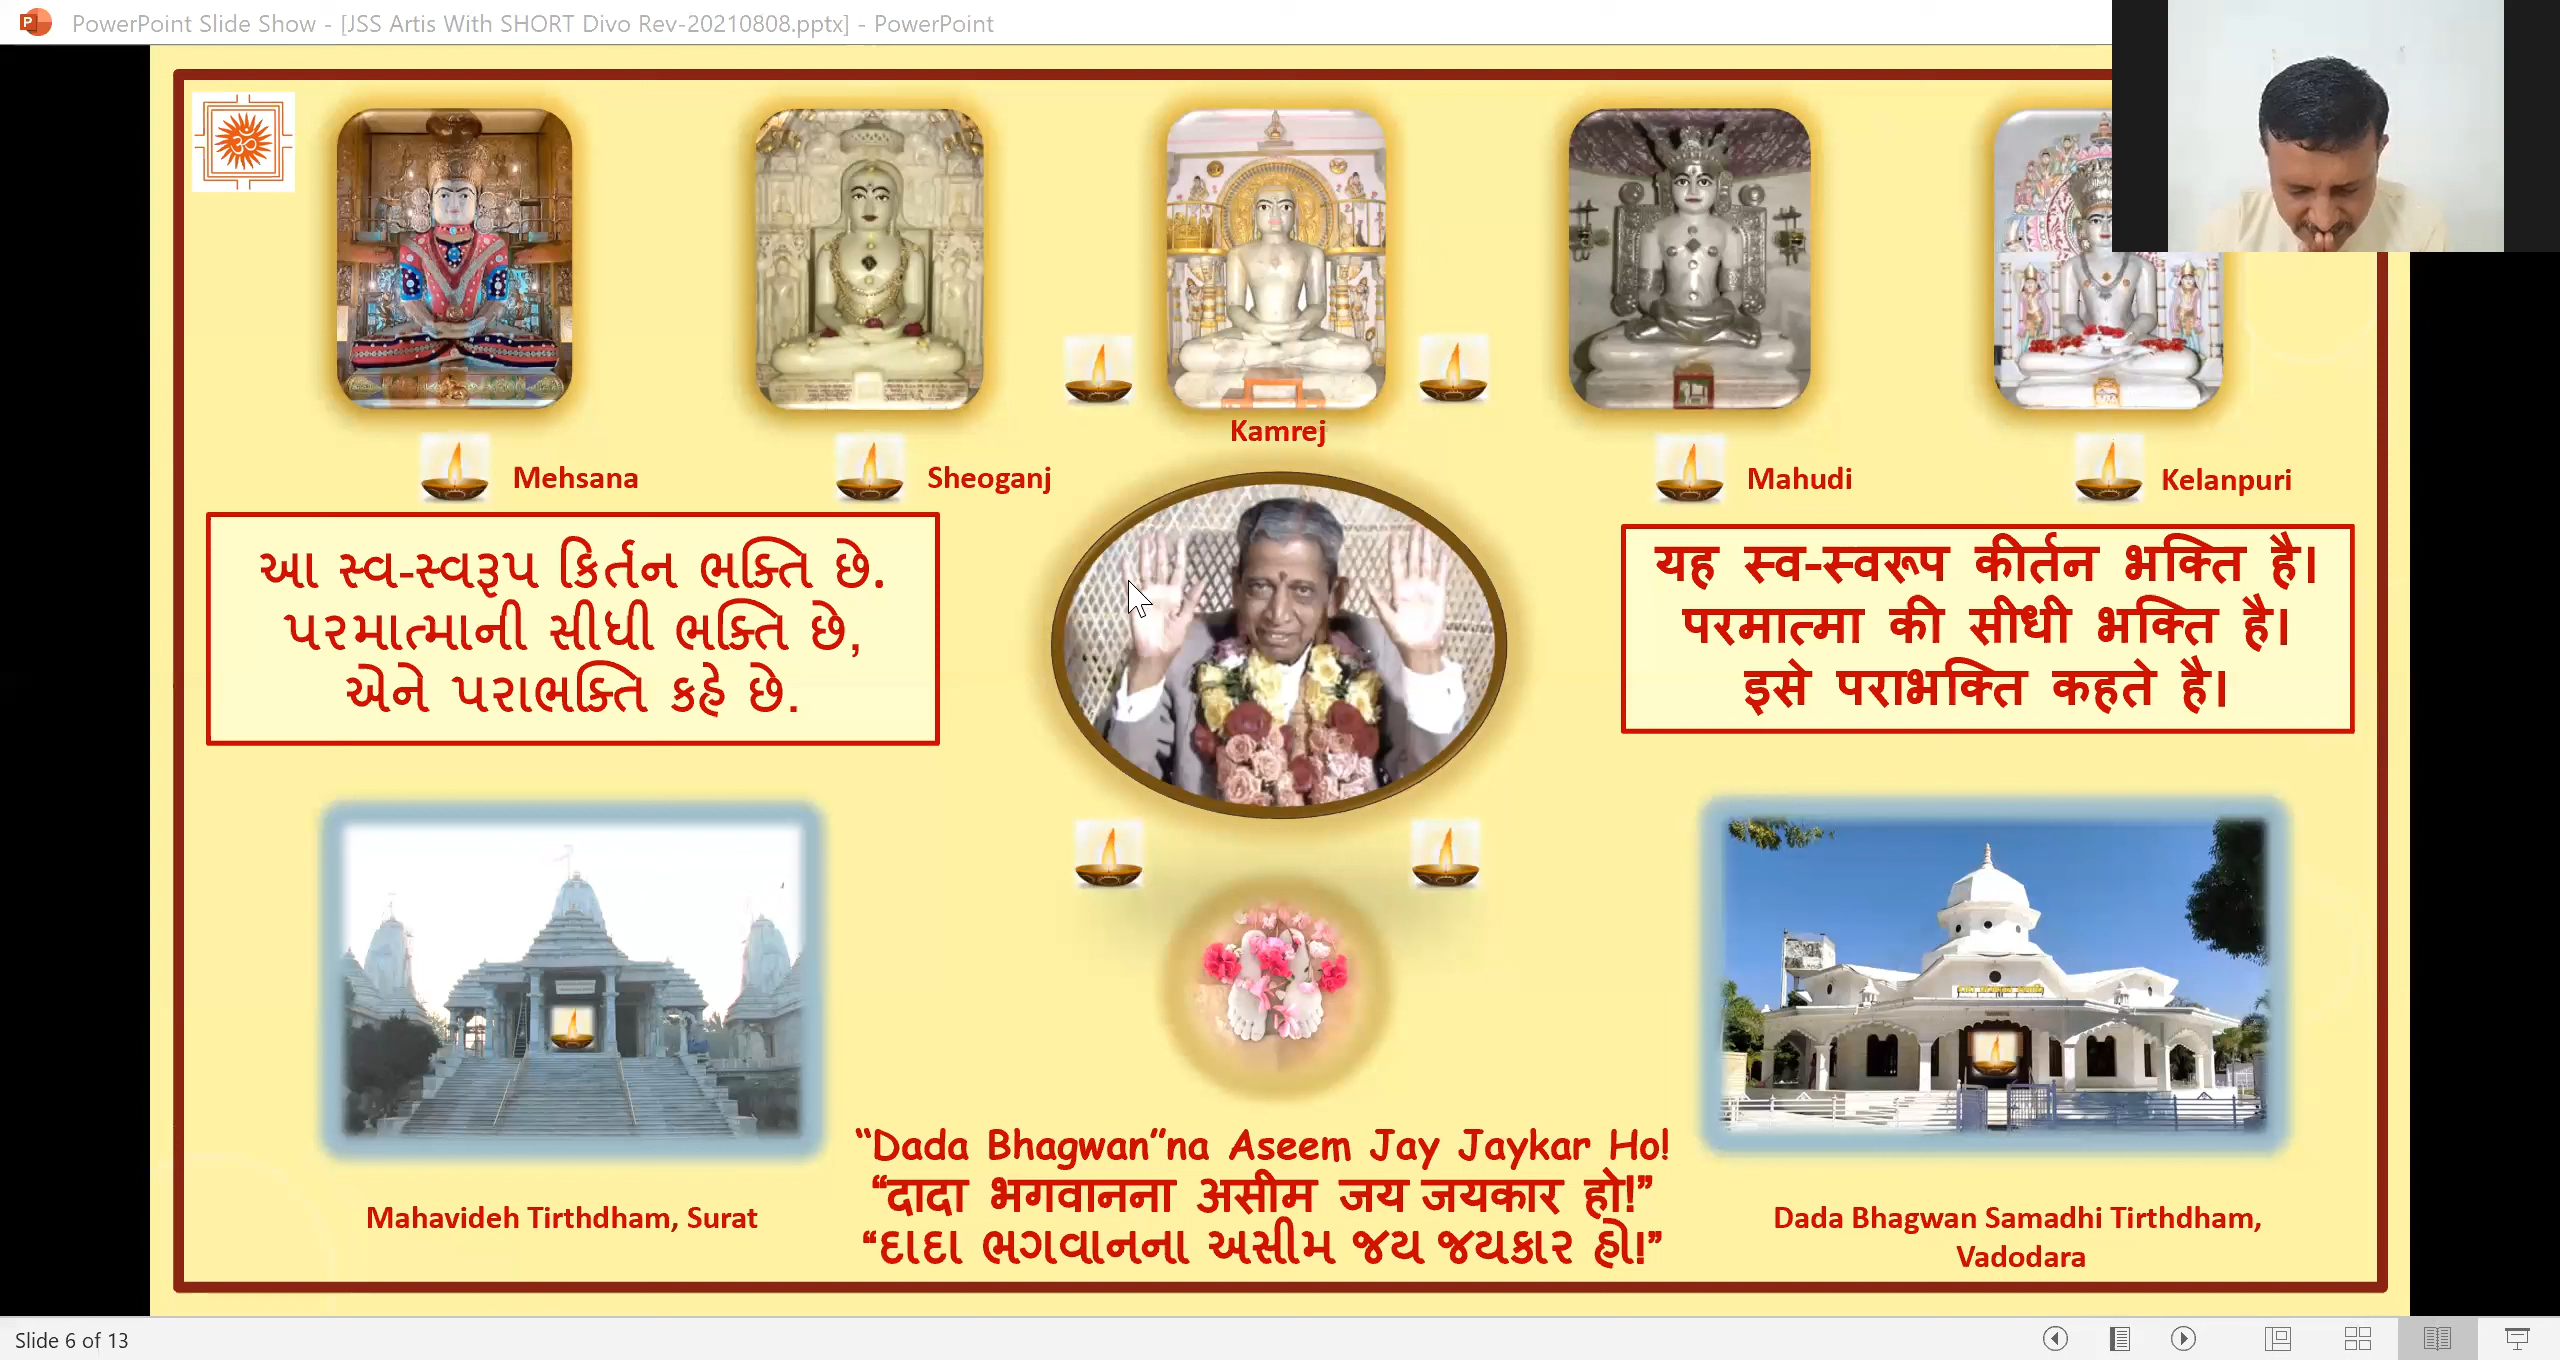 PowerPoint Slide Show - [JSS Artis With SHORT Divo Rev-20210808.pptx] - PowerPoint
Kamrej
Mehsana
Sheoganj
Mahudi
Kelanpuri
આ સ્વ-સ્વરૂપ કિર્તન ભક્તિ છે.
પરમાત્માની સીધી ભક્તિ છે,
એને પરાભક્તિ કહે છે.
यह स्व-स्वरूप कीर्तन भक्ति है।
परमात्मा की सीधी भक्ति है।
इसे पराभक्ति कहते है।
“Dada Bhagwan”na Aseem Jay Jaykar Ho!
“दादा भगवानना असीम जय जयकार हो!”
“દાદા ભગવાનના અસીમ જય જયકાર હો!”
Mahavideh Tirthdham, Surat
Dada Bhagwan Samadhi Tirthdham,
Vadodara
Slide 6 of 13